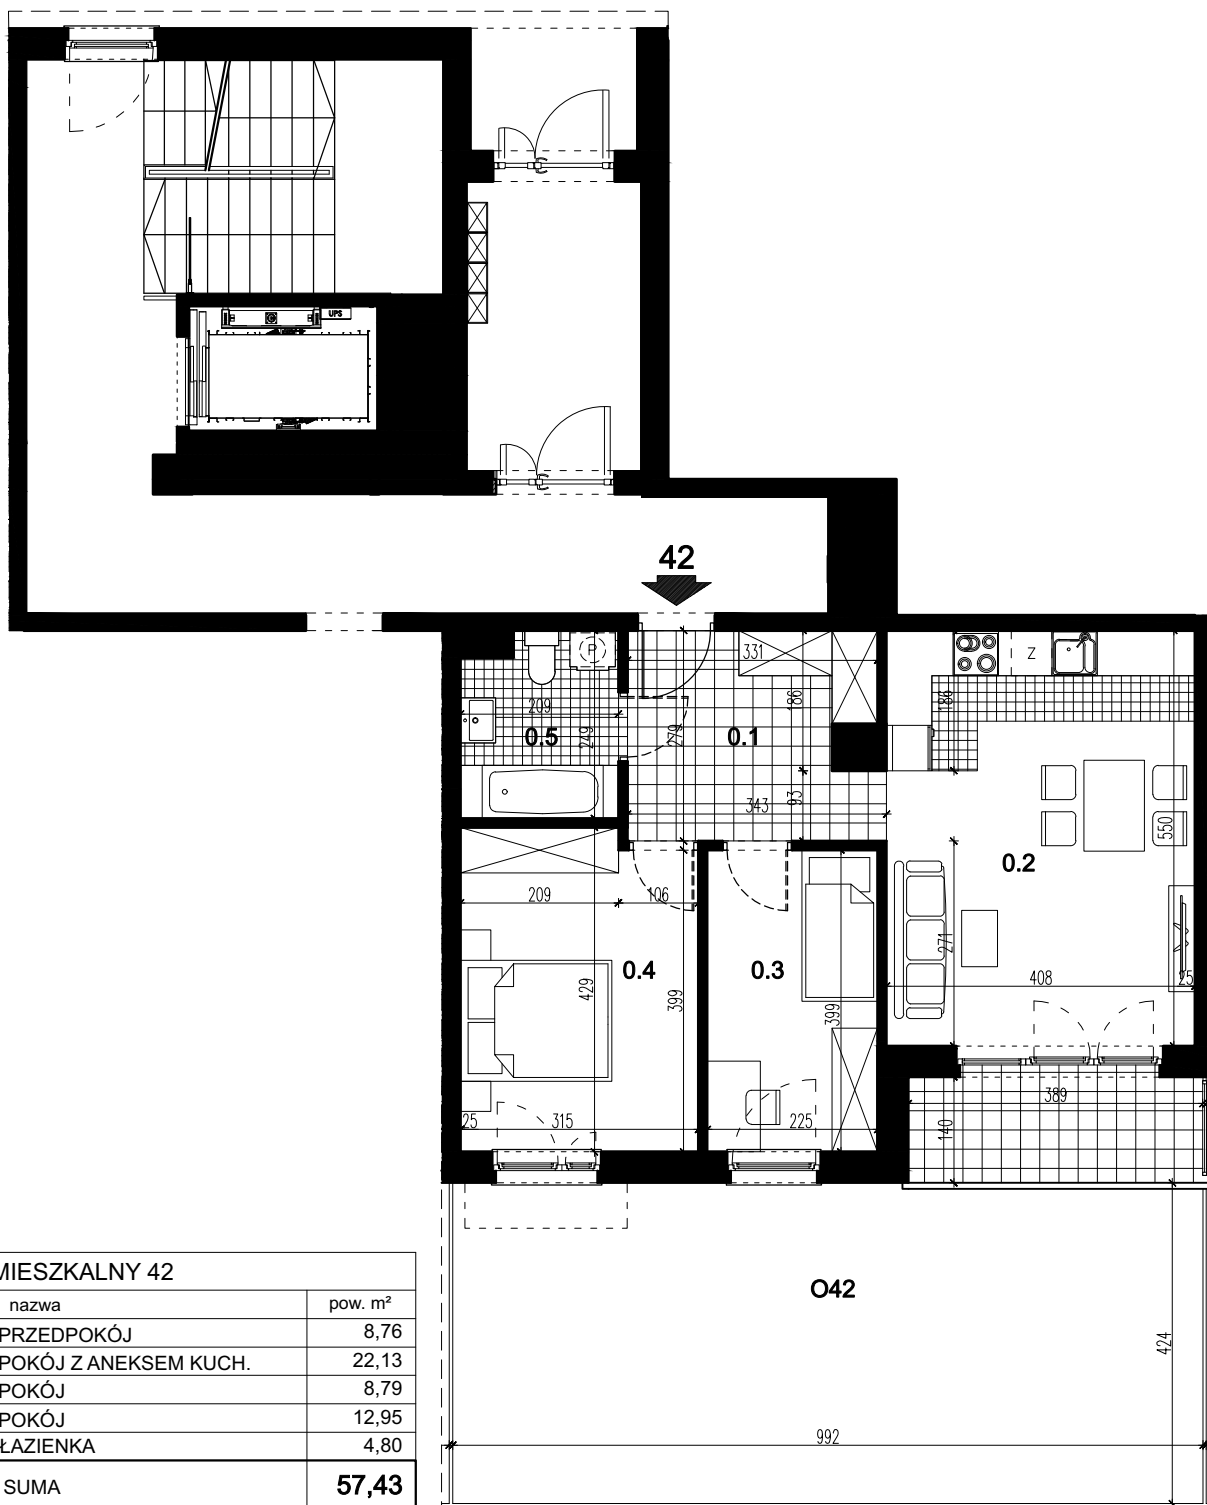 UPS
42
P
331
Z
209
249
0.5
279
186
0.1
186
93
343
550
0.2
209
106
271
0.4
0.3
429
399
399
408
25
25
315
225
389
140
O42
424
992
MIESZKALNY 42
nazwa pow. m²
PRZEDPOKÓJ 8,76
POKÓJ Z ANEKSEM KUCH. 22,13
POKÓJ 8,79
POKÓJ 12,95
ŁAZIENKA 4,80
SUMA 57,43